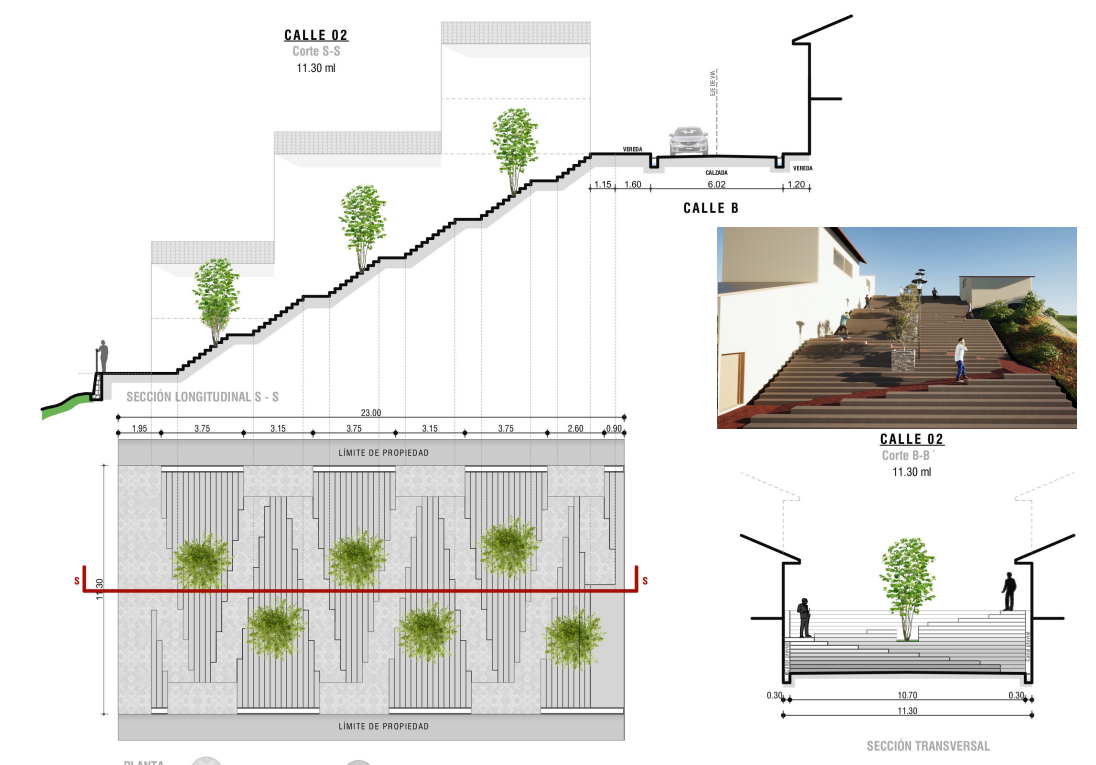 CALLE 02
Corte S-S
11.30 ml
EJE DE VIA
VEREDA
CALZADA
VEREDA
1.15
1.60
6.02
1.20
CALLE B
SECCIÓN LONGITUDINAL S - S
23.00
1.95
3.75
3.15
3.75
3.15
3.75
2.60
0.90
LÍMITE DE PROPIEDAD
S
S
11.30
LÍMITE DE PROPIEDAD
PLANTA
CALLE 02
Corte B-B´
11.30 ml
0.30
10.70
0.30
11.30
SECCIÓN TRANSVERSAL